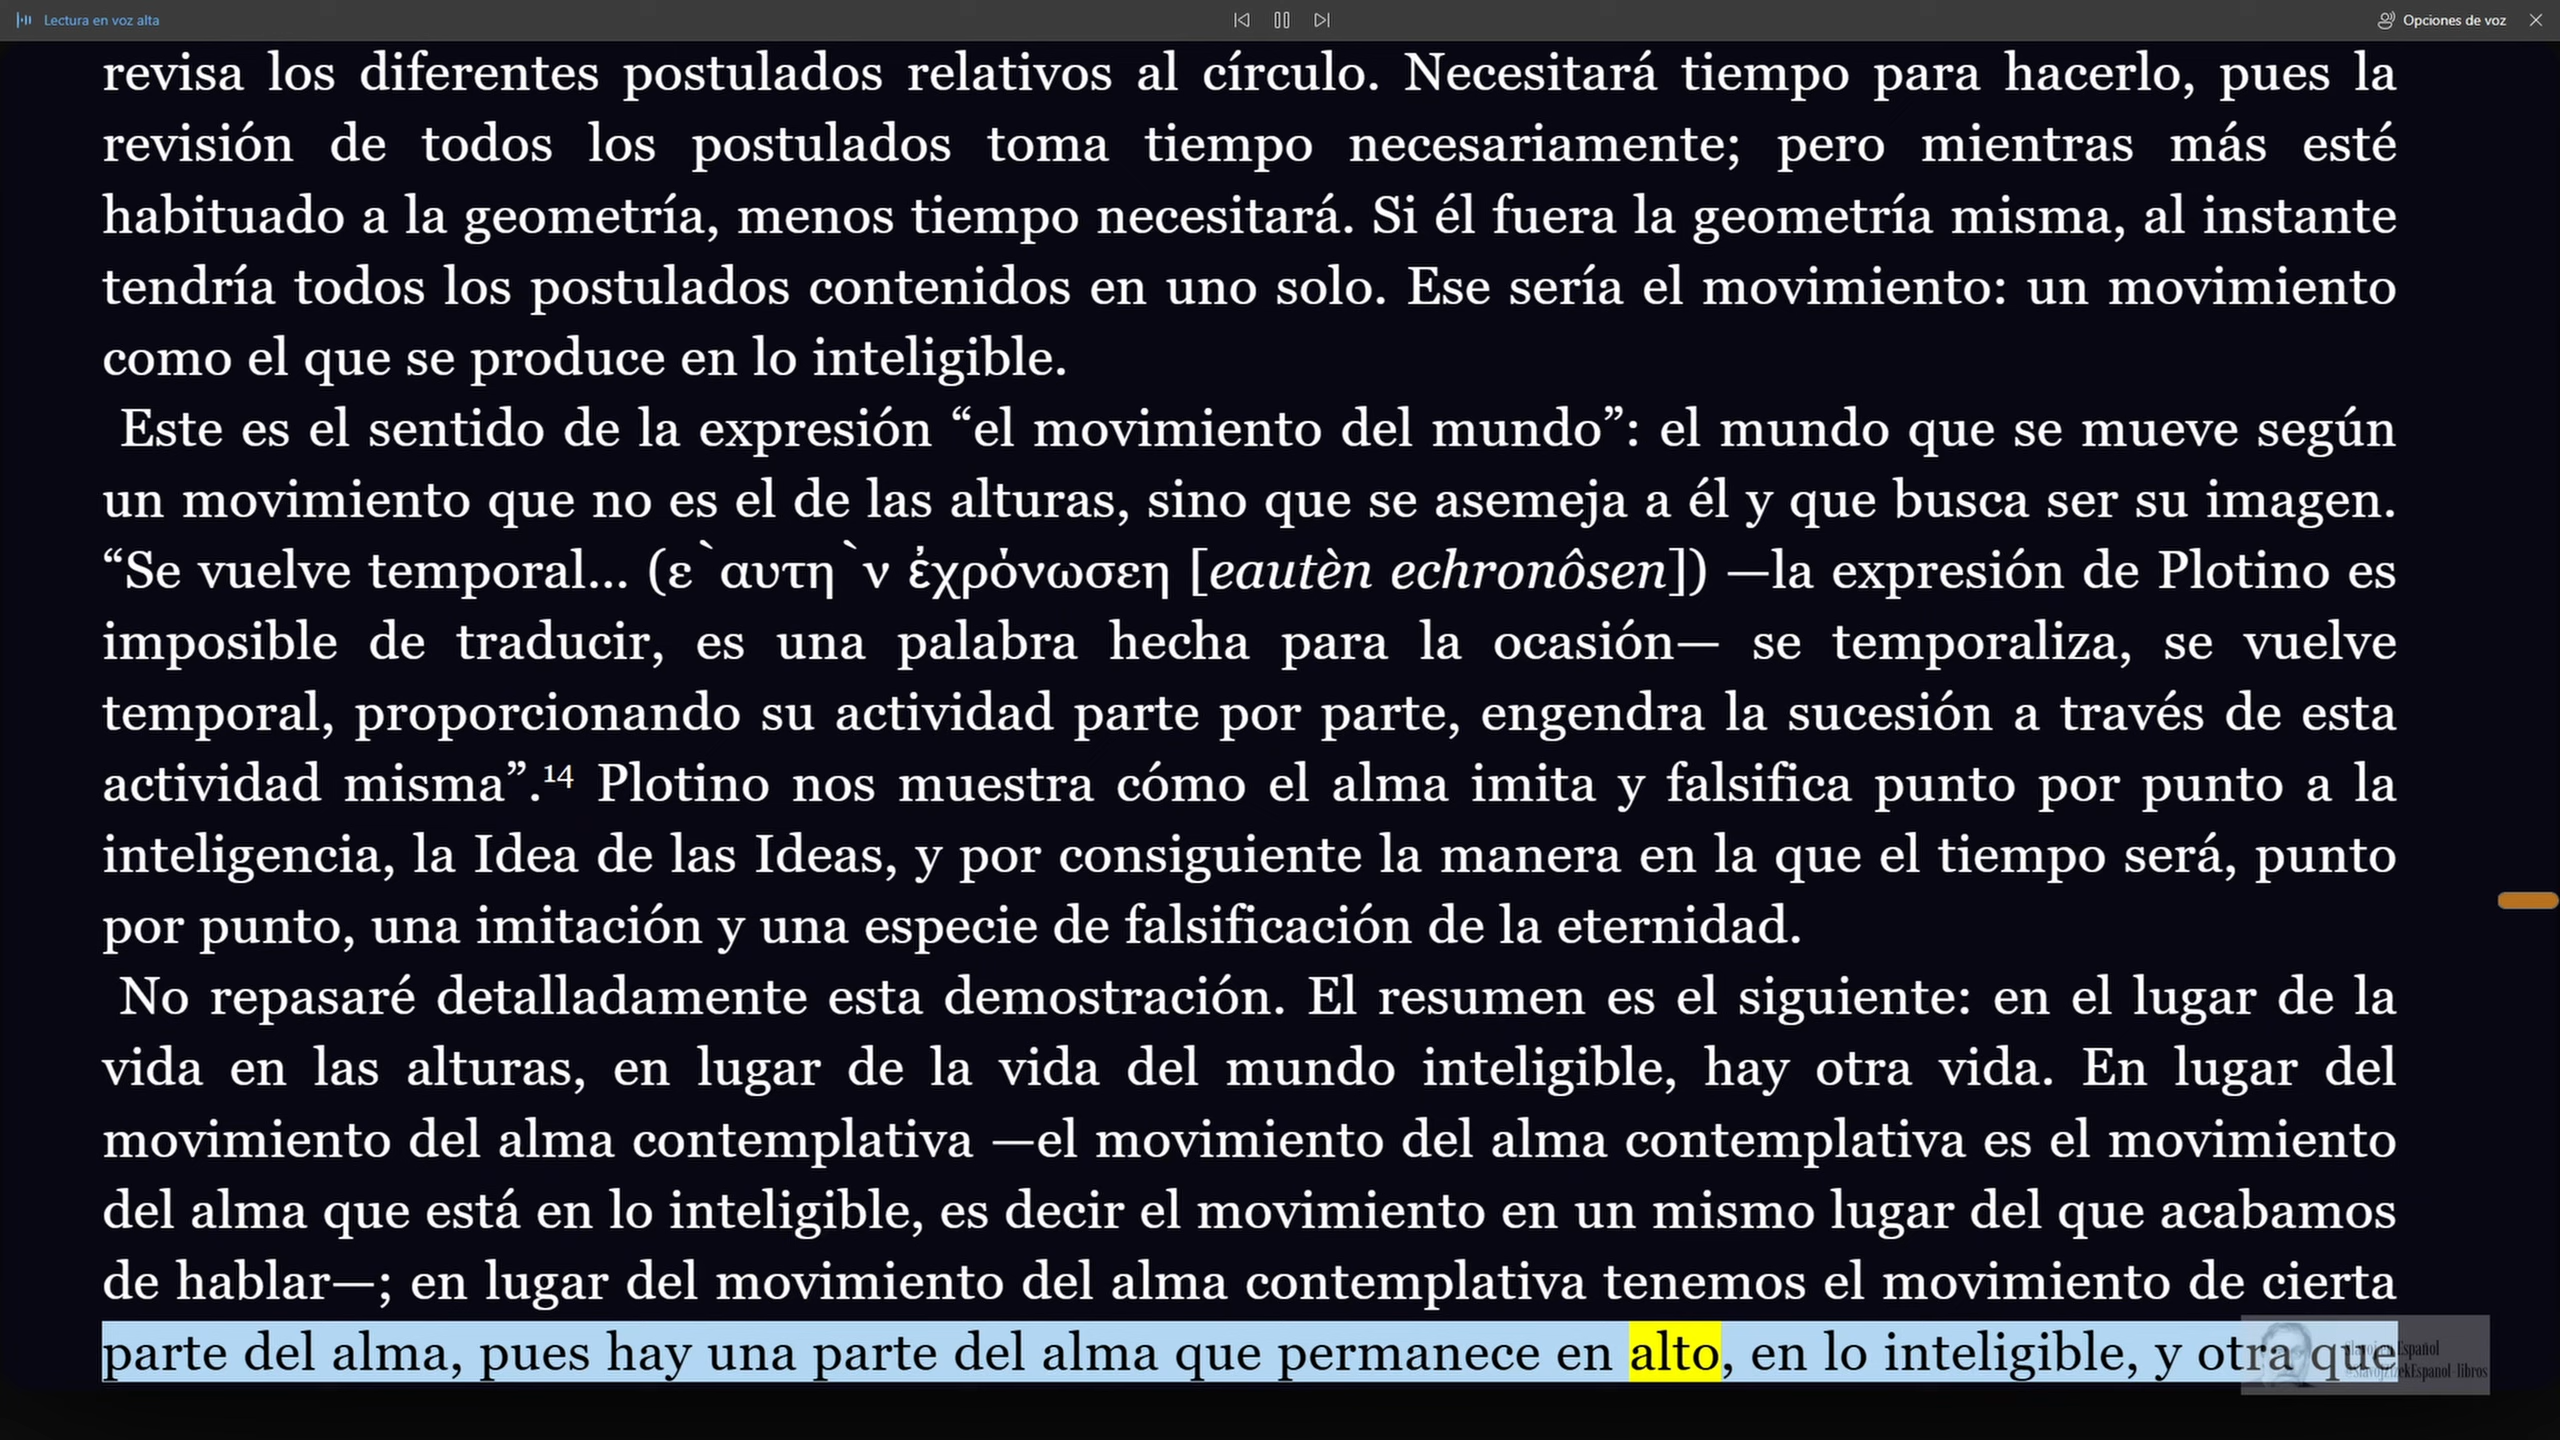 Lectura en voz alta
Opciones de voz
revisa los diferentes postulados relativos al círculo. Necesitará tiempo para hacerlo, pues la
revisión de todos los postulados toma tiempo necesariamente; pero mientras más esté
habituado a la geometría, menos tiempo necesitará. Si él fuera la geometría misma, al instante
tendría todos los postulados contenidos en uno solo. Ese sería el movimiento: un movimiento
como el que se produce en lo inteligible.
Este es el sentido de la expresión “el movimiento del mundo”: el mundo que se mueve según
un movimiento que no es el de las alturas, sino que se asemeja a él y que busca ser su imagen.
“Se vuelve temporal... (ε`αυτη`ν ἐχρὁνωσεη [eautèn echronôsen]) —la expresión de Plotino es
imposible de traducir, es una palabra hecha para la ocasión— se temporaliza, se vuelve
temporal, proporcionando su actividad parte por parte, engendra la sucesión a través de esta
actividad misma”.14 Plotino nos muestra cómo el alma imita y falsifica punto por punto a la
inteligencia, la Idea de las Ideas, y por consiguiente la manera en la que el tiempo será, punto
por punto, una imitación y una especie de falsificación de la eternidad.
No repasaré detalladamente esta demostración. El resumen es el siguiente: en el lugar de la
vida en las alturas, en lugar de la vida del mundo inteligible, hay otra vida. En lugar del
movimiento del alma contemplativa —el movimiento del alma contemplativa es el movimiento
del alma que está en lo inteligible, es decir el movimiento en un mismo lugar del que acabamos
de hablar—; en lugar del movimiento del alma contemplativa tenemos el movimiento de cierta
parte del alma, pues hay una parte del alma que permanece en alto, en lo inteligible, y otra que
Español